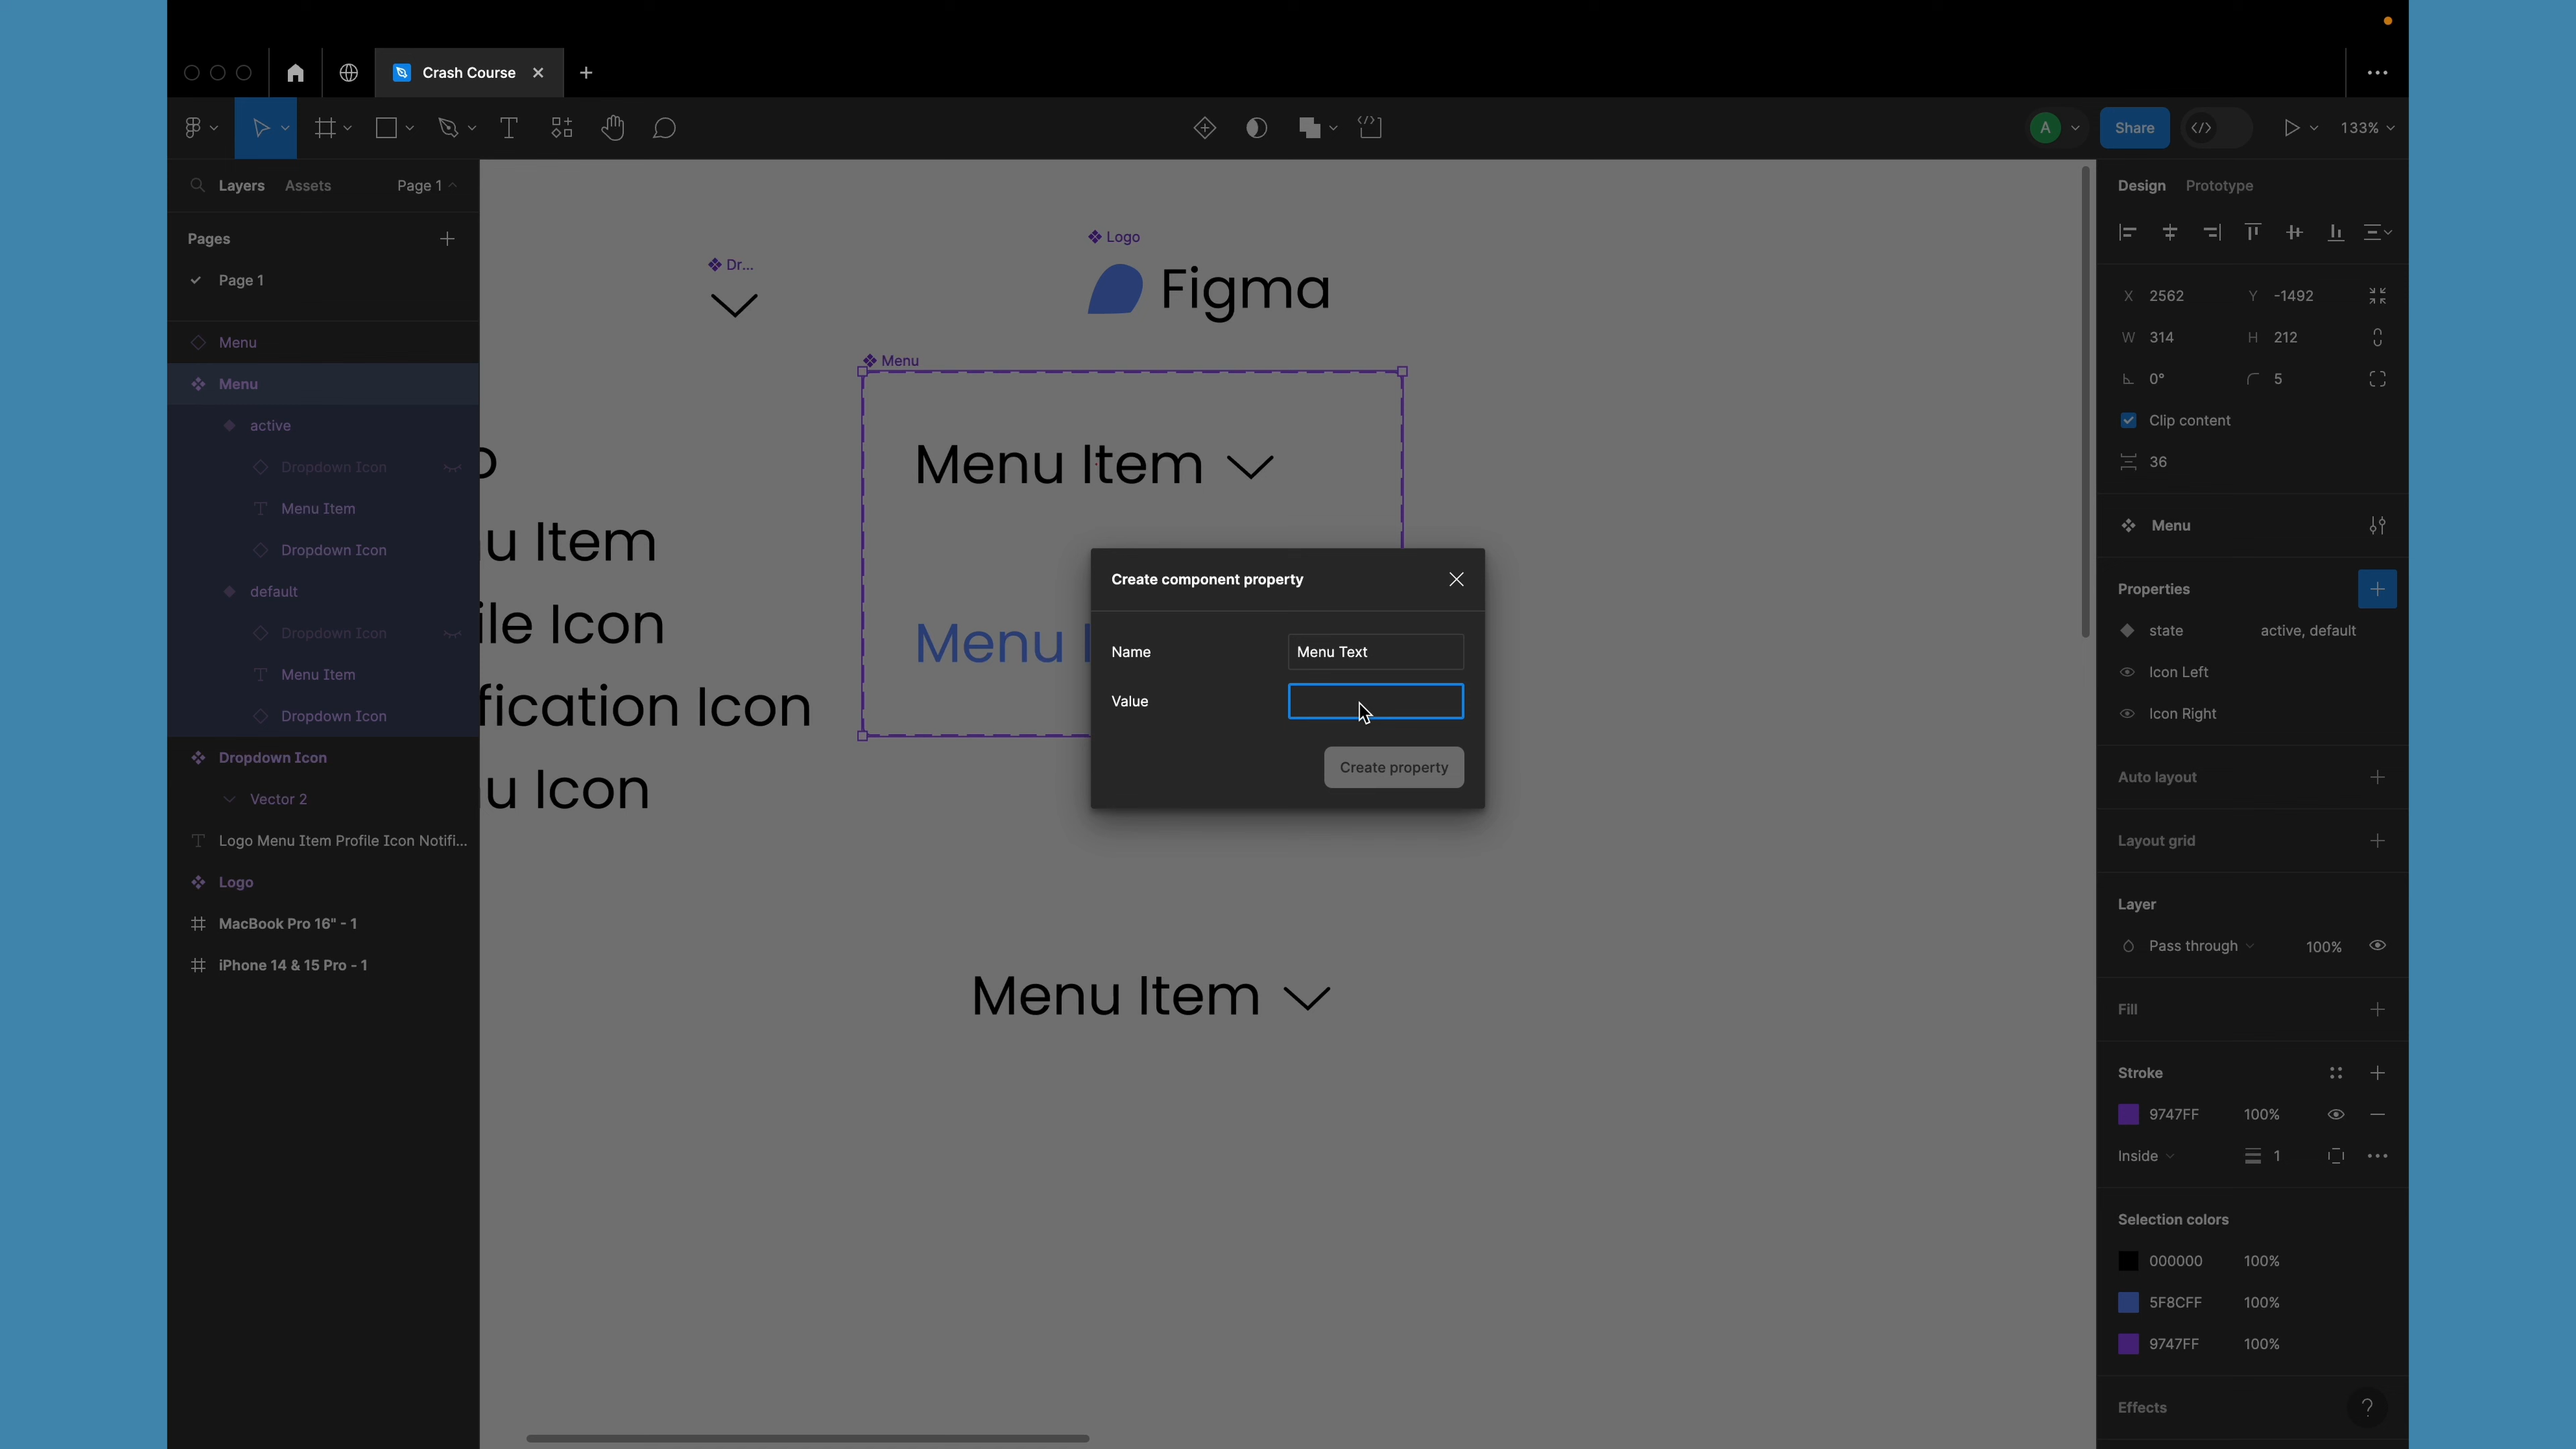 Crash Course
A
Share
133%
Layers Assets Page 1
Pages
Page 1
Menu
Menu
active
Dropdown Icon
Menu Item
Dropdown Icon
default
Dropdown Icon
Menu Item
Dropdown Icon
Dropdown Icon
Vector 2
Logo Menu Item Profile Icon Notifi...
Logo
MacBook Pro 16" - 1
iPhone 14 & 15 Pro - 1
Dr...
Logo
Figma
Menu
Menu Item
o
u Item
ile Icon
fication Icon
u Icon
Menu I
Create component property
Name Menu Text
Value
Create property
Menu Item
Design Prototype
X 2562 Y -1492
W 314 H 212
0° 5
Clip content
36
Menu
Properties
state active, default
Icon Left
Icon Right
Auto layout
Layout grid
Layer
Pass through 100%
Fill
Stroke
9747FF 100%
Inside 1
Selection colors
000000 100%
5F8CFF 100%
9747FF 100%
Effects
?